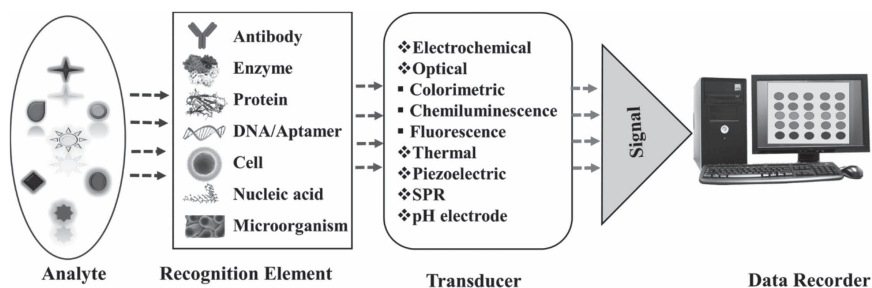 Antibody
Enzyme
Protein
DNA/Aptamer
Cell
Nucleic acid
Microorganism
❖Electrochemical
❖Optical
▪ Colorimetric
▪ Chemiluminescence
▪ Fluorescence
❖Thermal
❖Piezoelectric
❖SPR
❖pH electrode
Signal
Analyte
Recognition Element
Transducer
Data Recorder